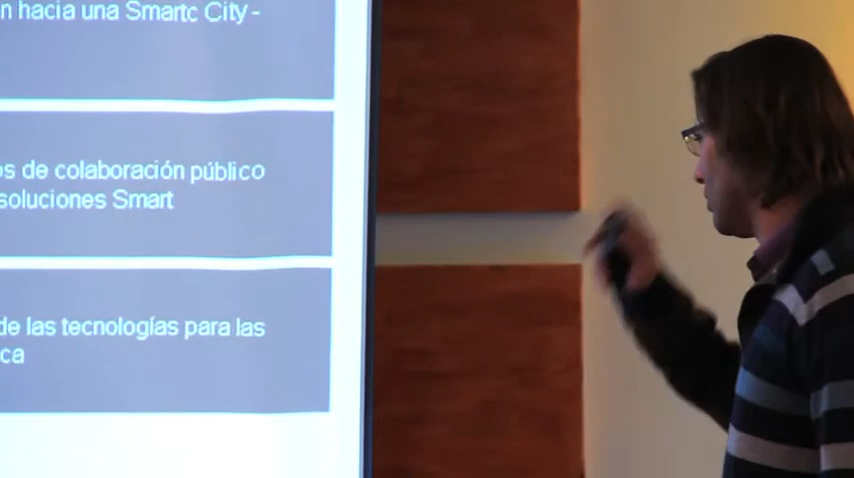 n hacia una Smartc City -
os de colaboración público
soluciones Smart
de las tecnologías para las
ca